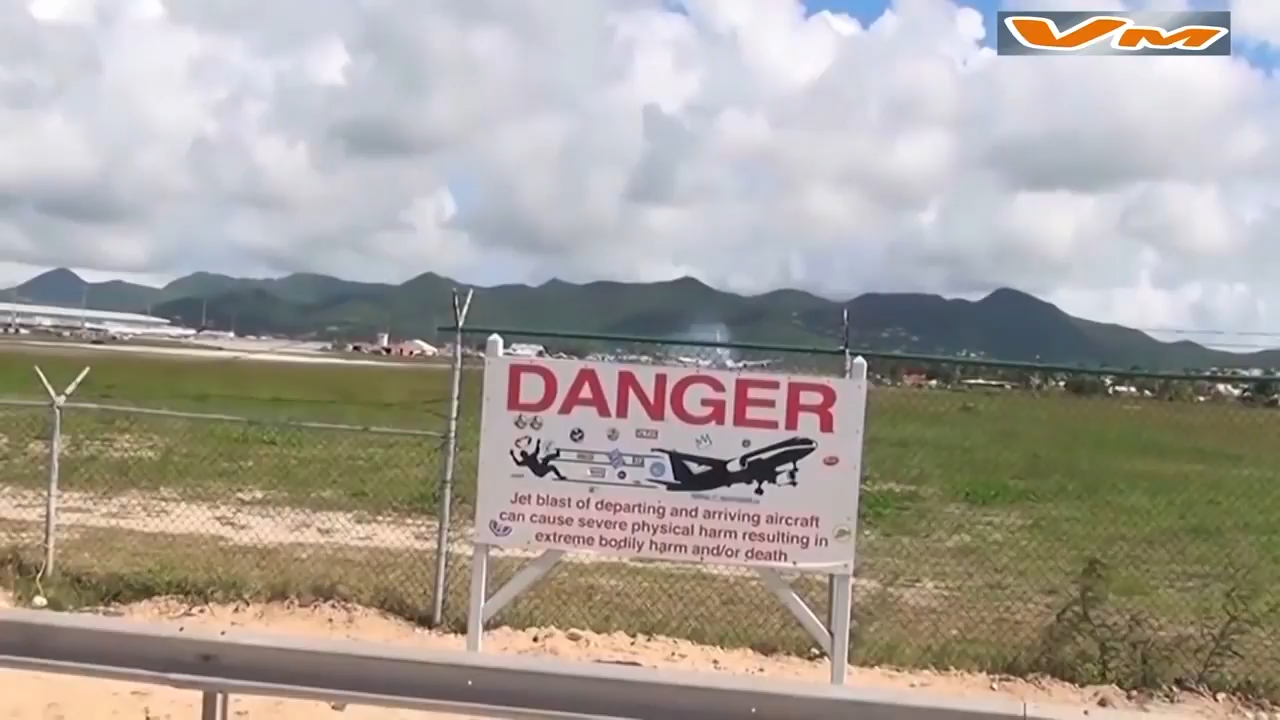 VM
DANGER
Jet blast of departing and arriving aircraft
can cause severe physical harm resulting in
extreme bodily harm and/or death